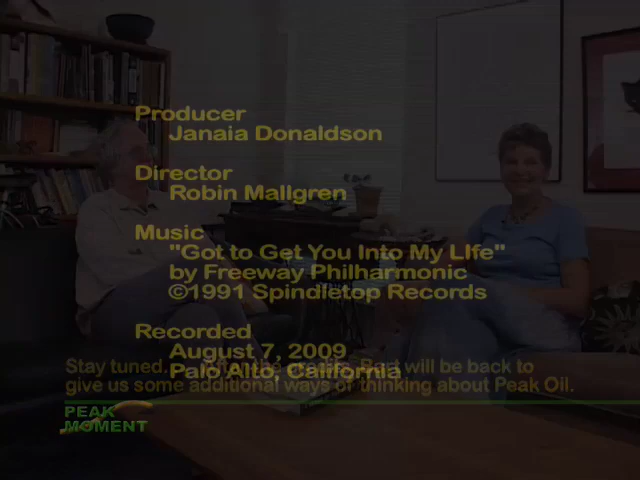 Producer
Janaia Donaldson
Director
Robin Mallgren
Music
"Got to Get You Into My LIfe"
by Freeway Philharmonic
©1991 Spindletop Records
Recorded
August 7, 2009
Palo Alto, California
Stay tuned. will be back to
give us some additional ways of thinking about Peak Oil.
PEAK
MOMENT